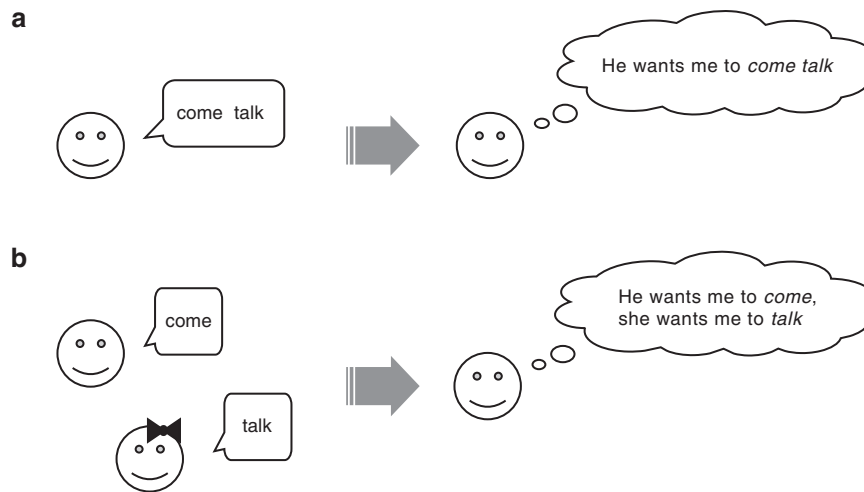 a
come talk
He wants me to come talk
b
come
talk
He wants me to come,
she wants me to talk